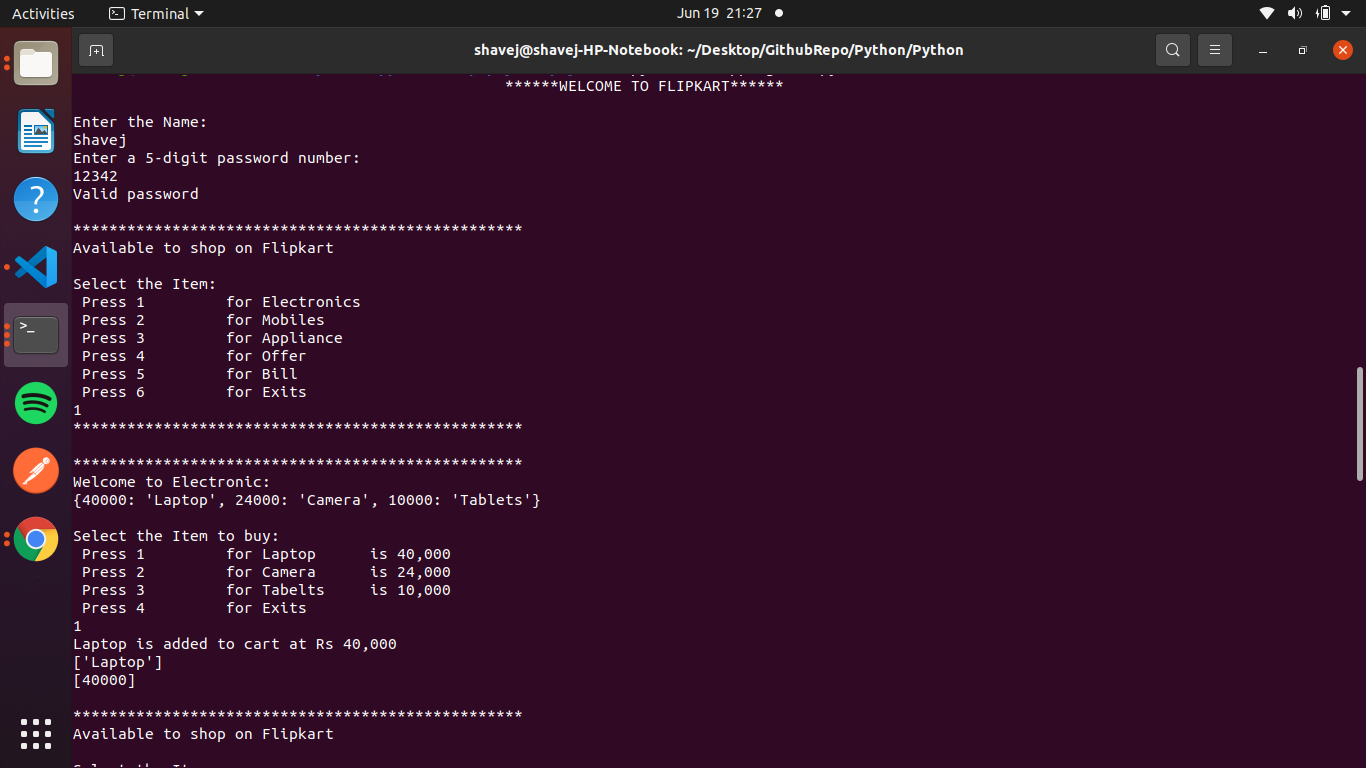 Activities Terminal Jun 19 21:27
shavej@shavej-HP-Notebook: ~/Desktop/GithubRepo/Python/Python
******WELCOME TO FLIPKART******
Enter the Name:
Shavej
Enter a 5-digit password number:
12342
Valid password
**************************************************
Available to shop on Flipkart
Select the Item:
Press 1 for Electronics
Press 2 for Mobiles
Press 3 for Appliance
Press 4 for Offer
Press 5 for Bill
Press 6 for Exits
1
**************************************************
**************************************************
Welcome to Electronic:
{40000: 'Laptop', 24000: 'Camera', 10000: 'Tablets'}
Select the Item to buy:
Press 1 for Laptop is 40,000
Press 2 for Camera is 24,000
Press 3 for Tabelts is 10,000
Press 4 for Exits
1
Laptop is added to cart at Rs 40,000
['Laptop']
[40000]
**************************************************
Available to shop on Flipkart